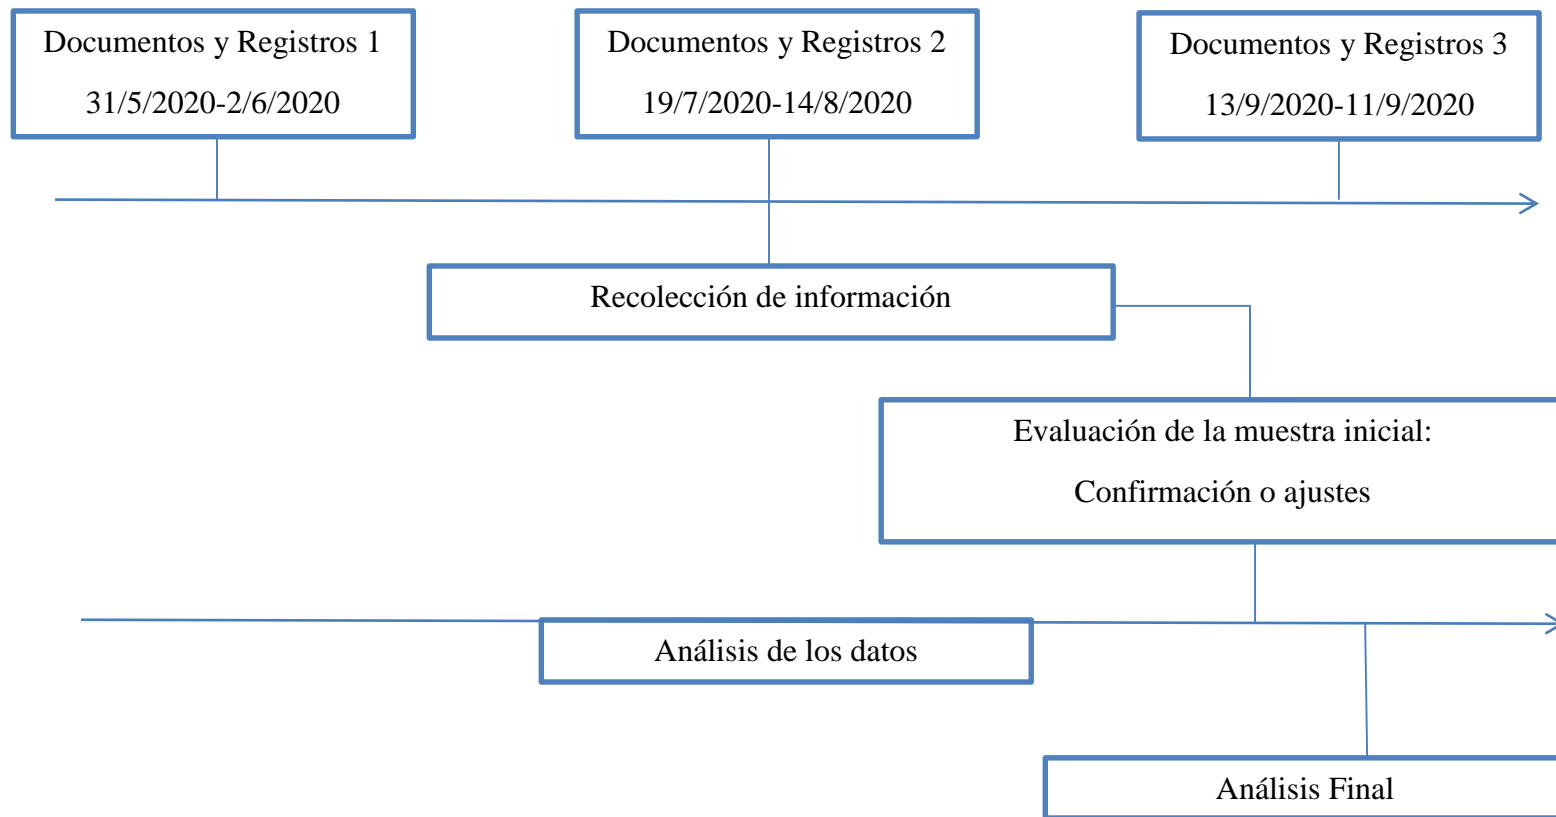 Documentos y Registros 1
31/5/2020-2/6/2020
Documentos y Registros 2
19/7/2020-14/8/2020
Documentos y Registros 3
13/9/2020-11/9/2020
Recolección de información
Evaluación de la muestra inicial:
Confirmación o ajustes
Análisis de los datos
Análisis Final